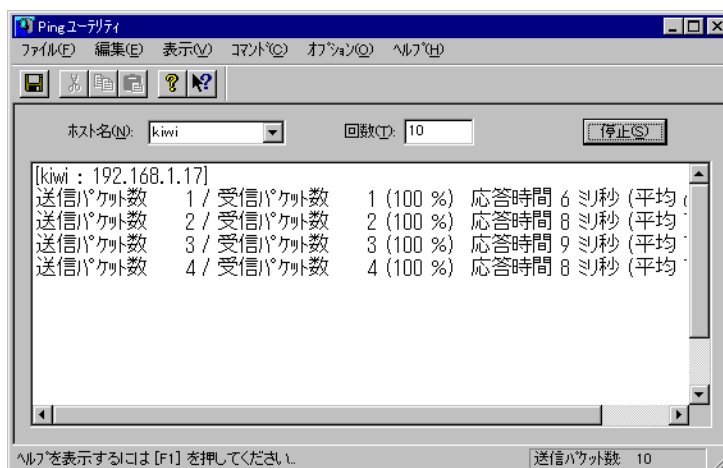 Pingユーティリティ
ファイル(F) 編集(E) 表示(V) コマンド(C) オプション(O) ヘルプ(H)
ホスト名(N): kiwi 回数(T): 10 停止(S)
[kiwi : 192.168.1.17]
送信パケット数 1 / 受信パケット数 1 (100 %) 応答時間 6 ミリ秒 (平均
送信パケット数 2 / 受信パケット数 2 (100 %) 応答時間 8 ミリ秒 (平均
送信パケット数 3 / 受信パケット数 3 (100 %) 応答時間 9 ミリ秒 (平均
送信パケット数 4 / 受信パケット数 4 (100 %) 応答時間 8 ミリ秒 (平均
ヘルプを表示するには [F1] を押してください。 送信パケット数: 10